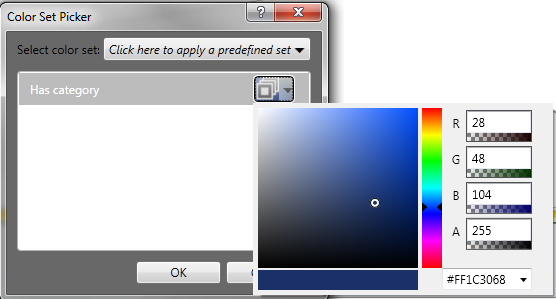 Color Set Picker
?
Select color set: Click here to apply a predefined set
Has category
R 28
G 48
B 104
A 255
#FF1C3068
OK